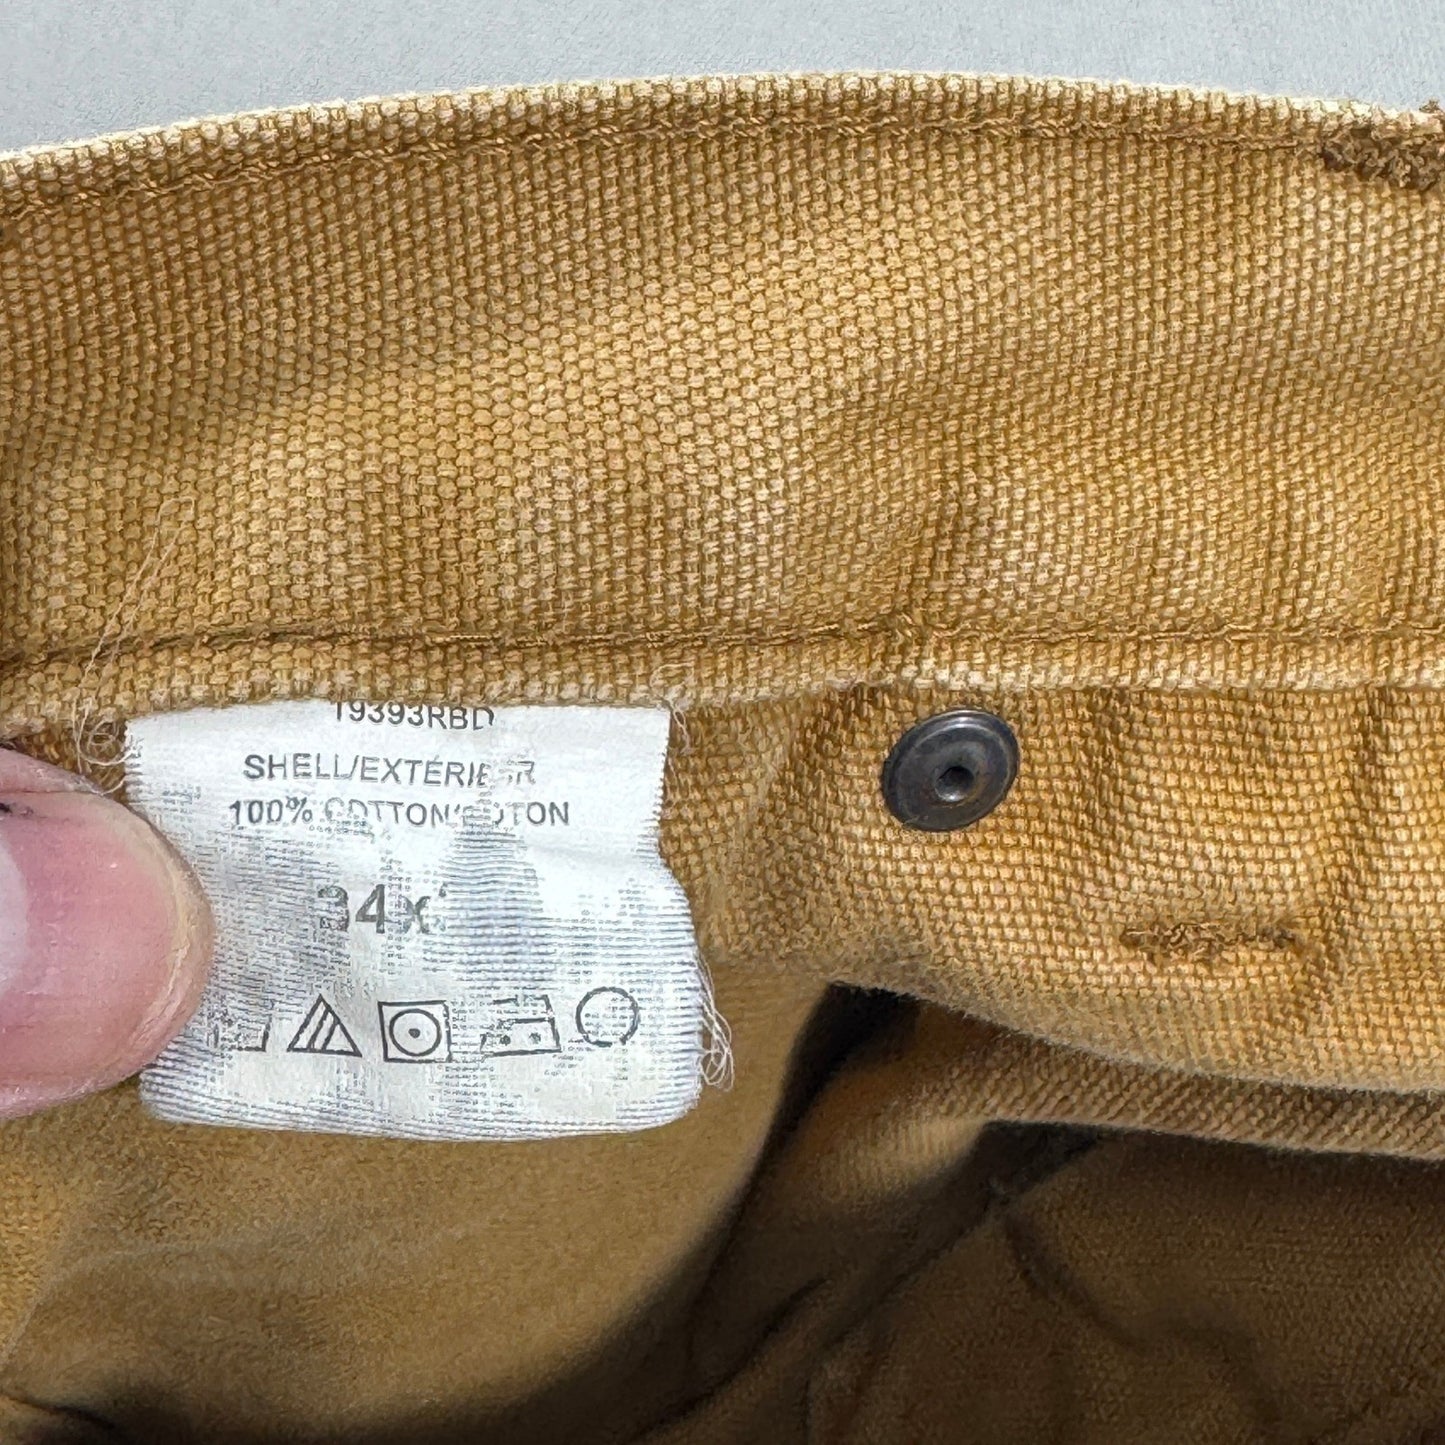 19393RBD
SHELL/EXTÉRIEUR
100% COTTON/COTON
34x